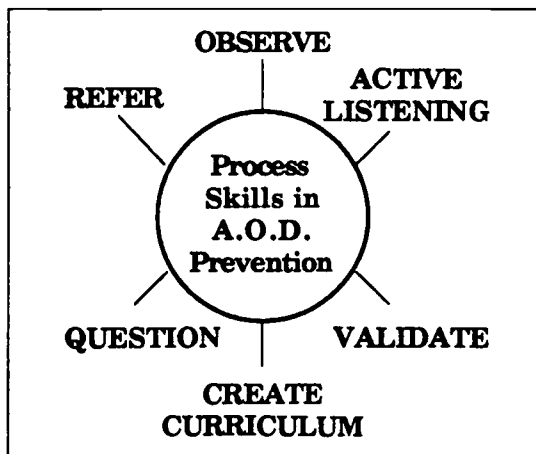 OBSERVE
REFER
ACTIVE
LISTENING
Process
Skills in
A.O.D.
Prevention
QUESTION
VALIDATE
CREATE
CURRICULUM